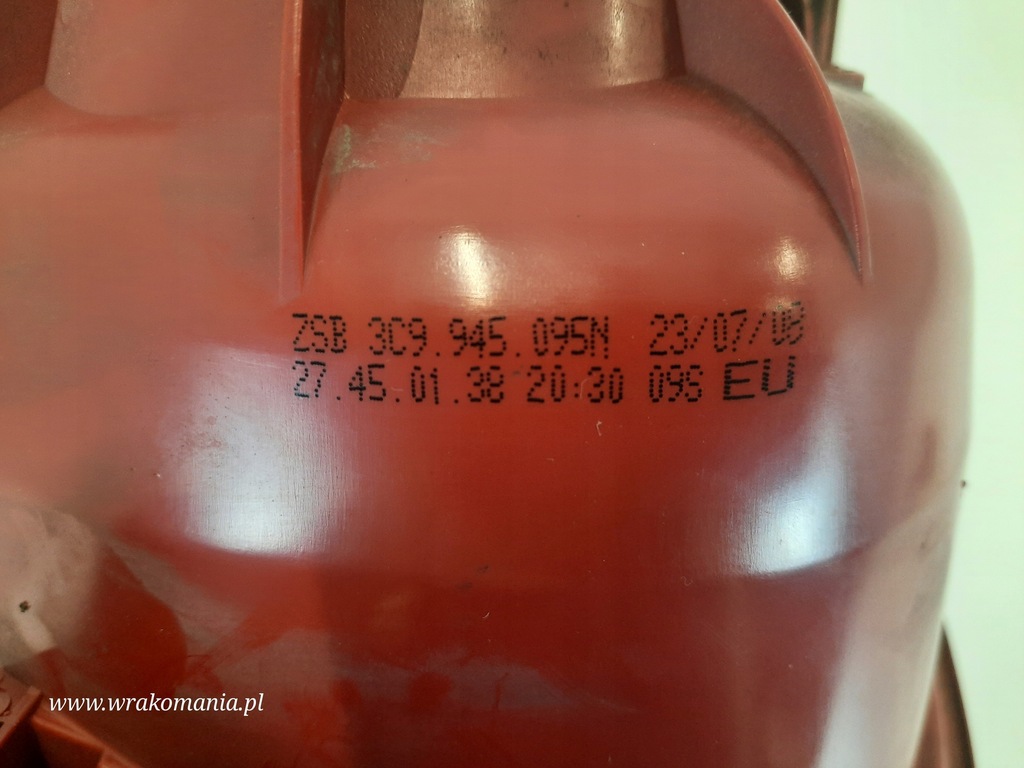 ZSB 3C9.945.095N 23/07/08
27.45.01.38 20:30 096 EU
www.wrakomania.pl